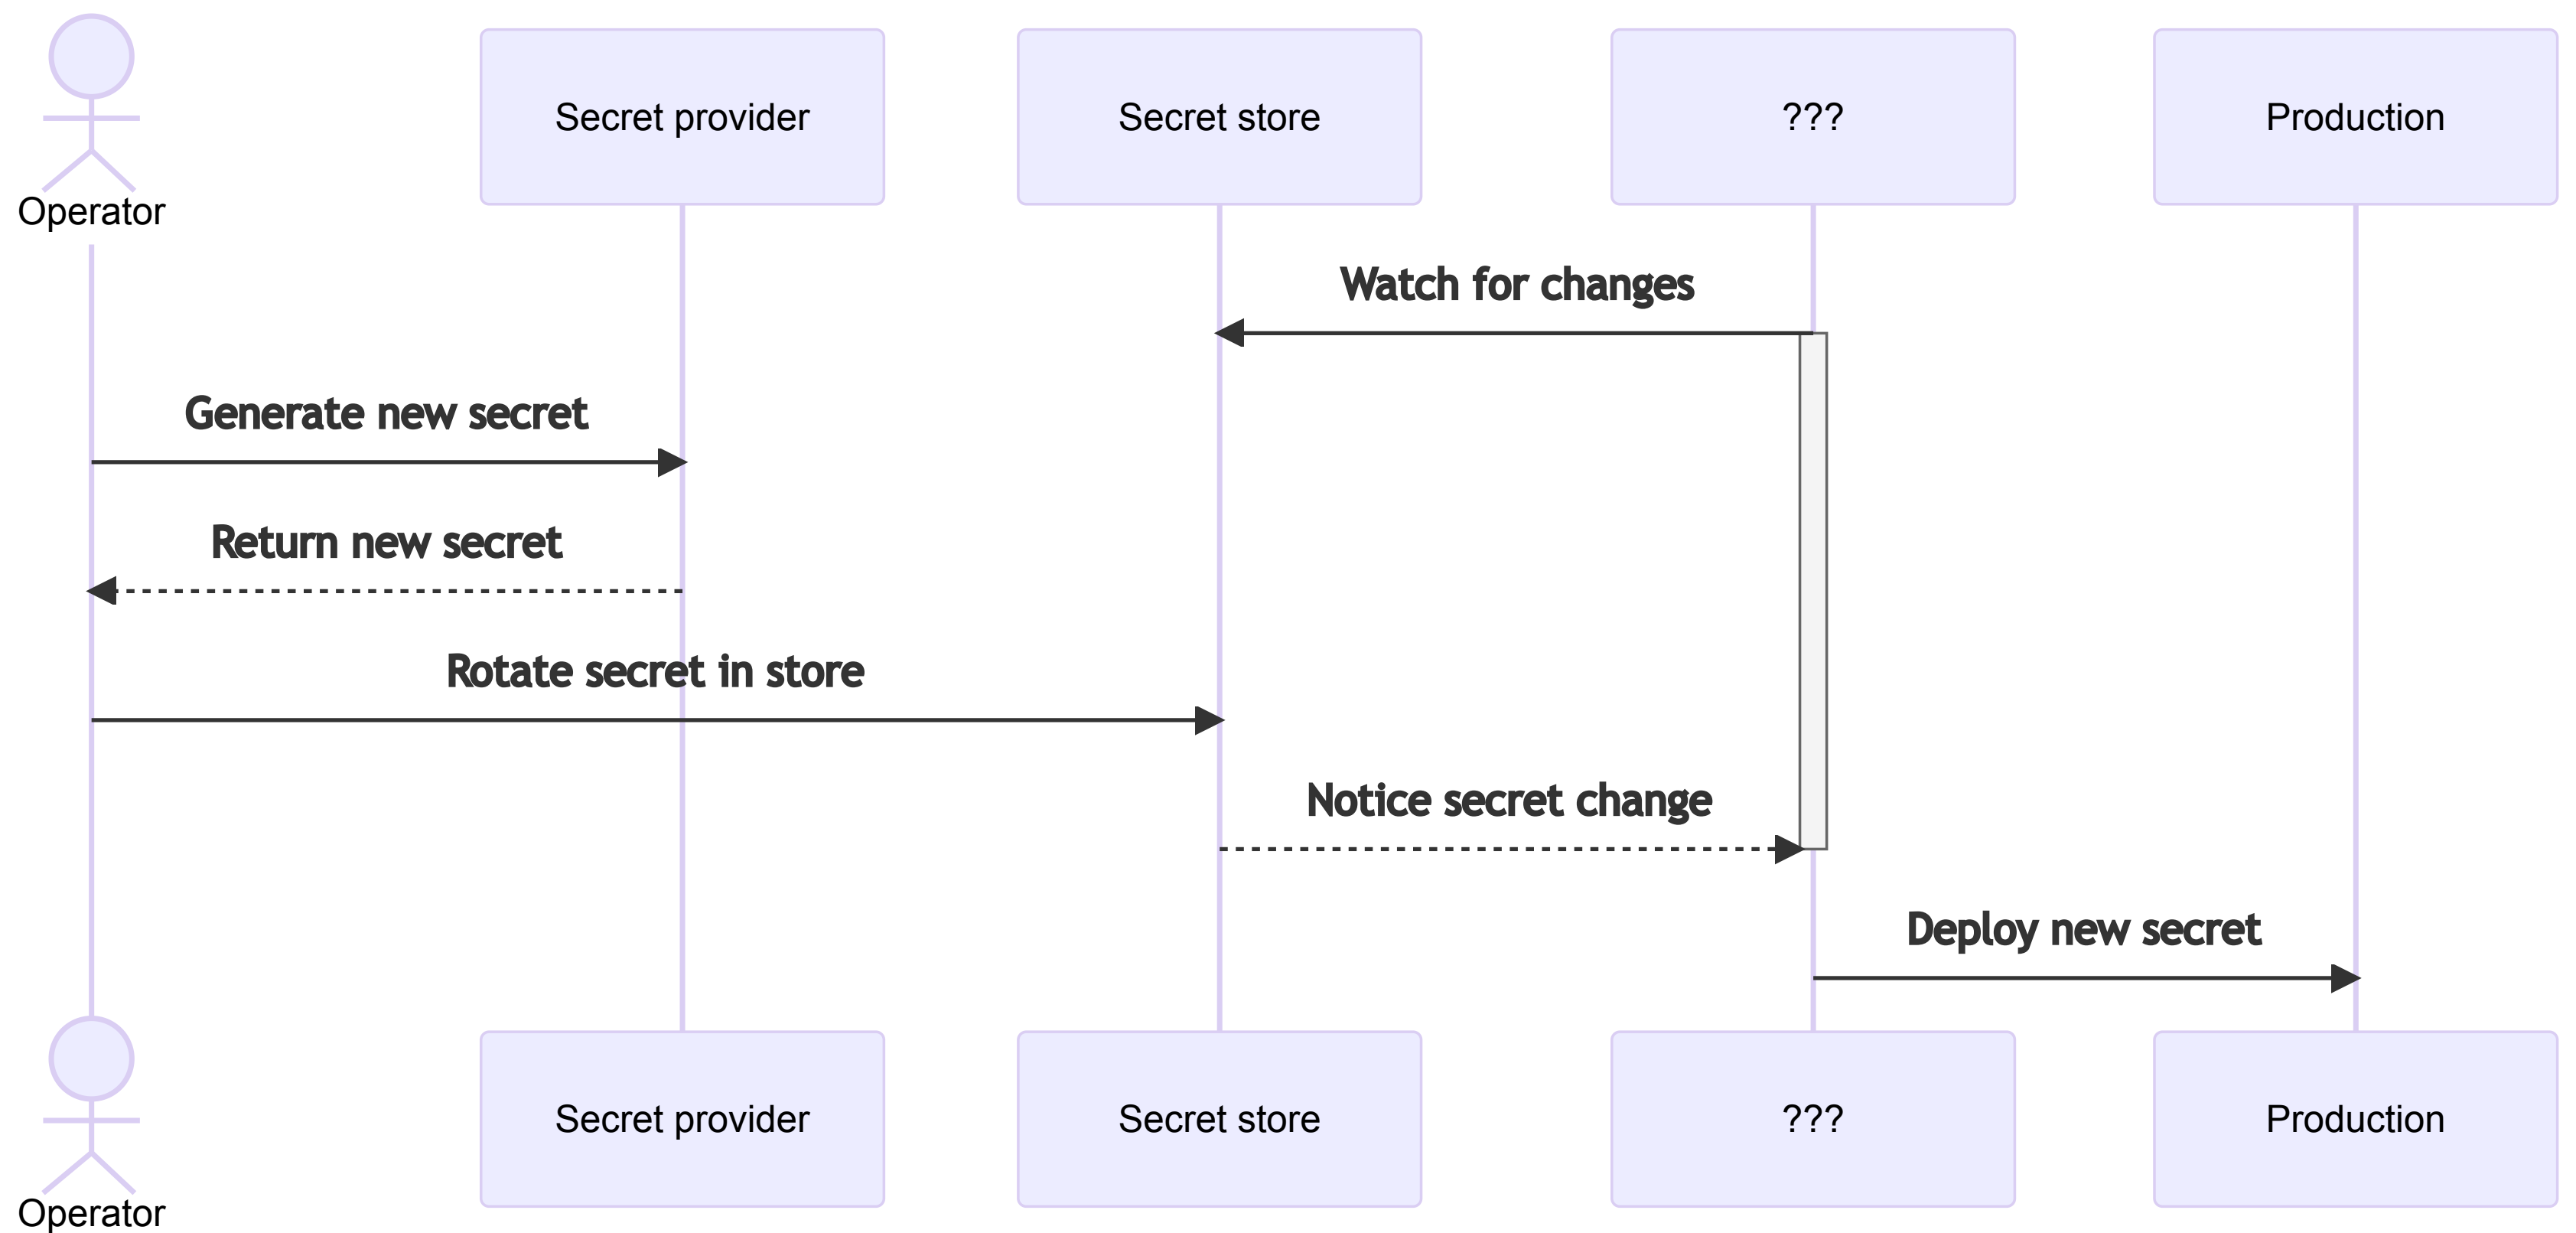 Operator
Secret provider
Secret store
???
Production
Watch for changes
Generate new secret
Return new secret
Rotate secret in store
Notice secret change
Deploy new secret
Operator
Secret provider
Secret store
???
Production